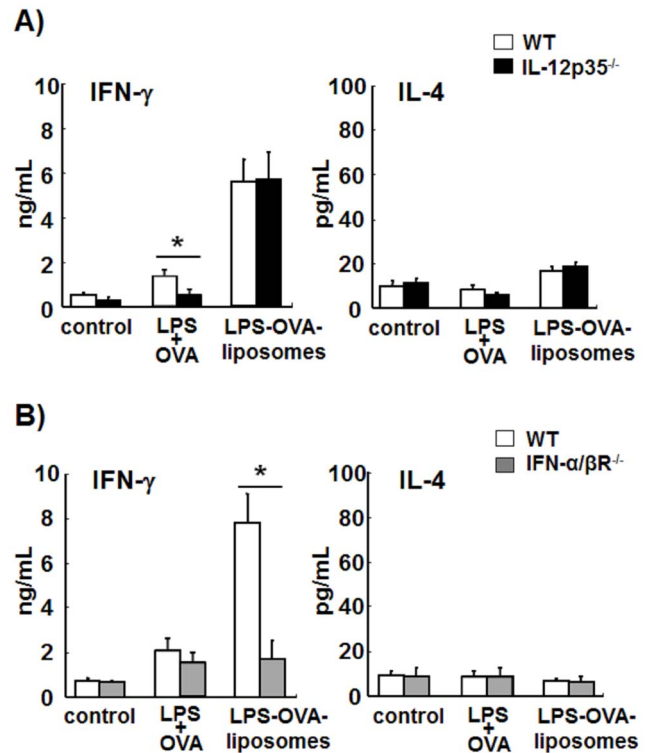 A)
WT
IL-12p35-/-
IFN-γ
IL-4
ng/mL
10
8
6
4
2
0
*
control
LPS
+
OVA
LPS-OVA-
liposomes
pg/mL
100
80
60
40
20
0
control
LPS
+
OVA
LPS-OVA-
liposomes
B)
WT
IFN-α/βR-/-
IFN-γ
IL-4
ng/mL
10
8
6
4
2
0
*
control
LPS
+
OVA
LPS-OVA-
liposomes
pg/mL
100
80
60
40
20
0
control
LPS
+
OVA
LPS-OVA-
liposomes